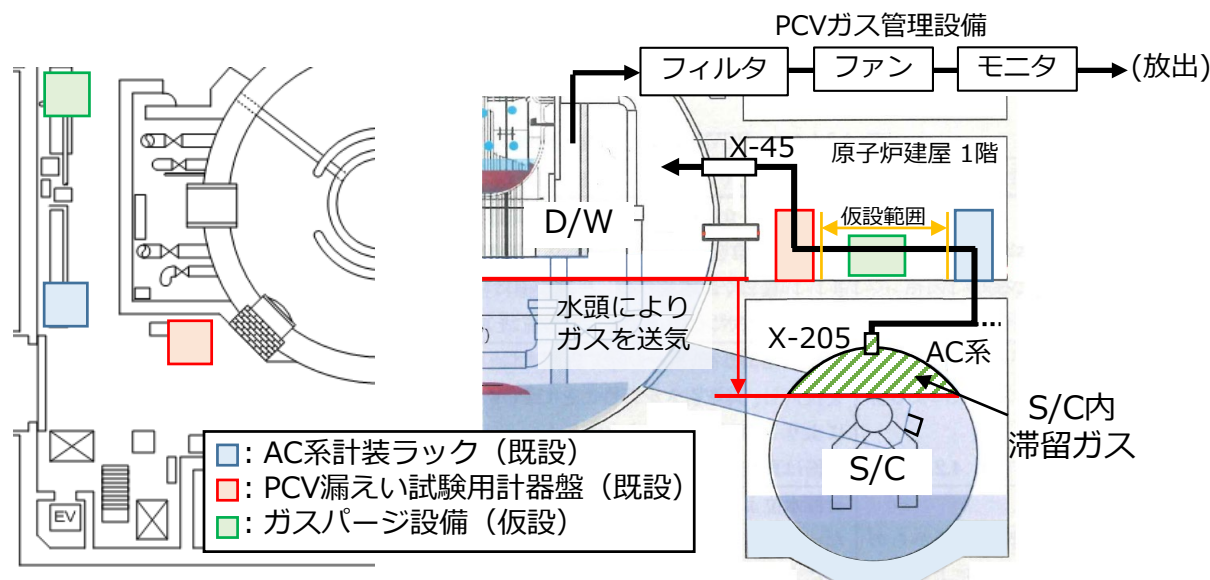 PCVガス管理設備
フィルタ
ファン
モニタ
(放出)
X-45
原子炉建屋 1階
D/W
仮設範囲
水頭により
ガスを送気
X-205
AC系
S/C内
滞留ガス
S/C
EV
: AC系計装ラック（既設）
: PCV漏えい試験用計器盤（既設）
: ガスパージ設備（仮設）